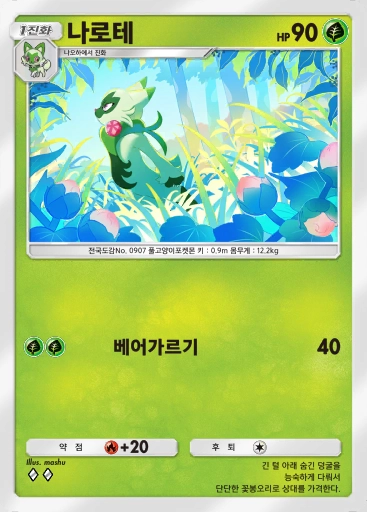 1진화
나로테
HP 90
나오하에서 진화
전국도감No. 0907 풀고양이포켓몬 키 : 0.9m 몸무게 : 12.2kg
베어가르기 40
약점 +20 후퇴
Illus. mashu
긴 털 아래 숨긴 덩굴을
능숙하게 다뤄서
단단한 꽃봉오리로 상대를 가격한다.